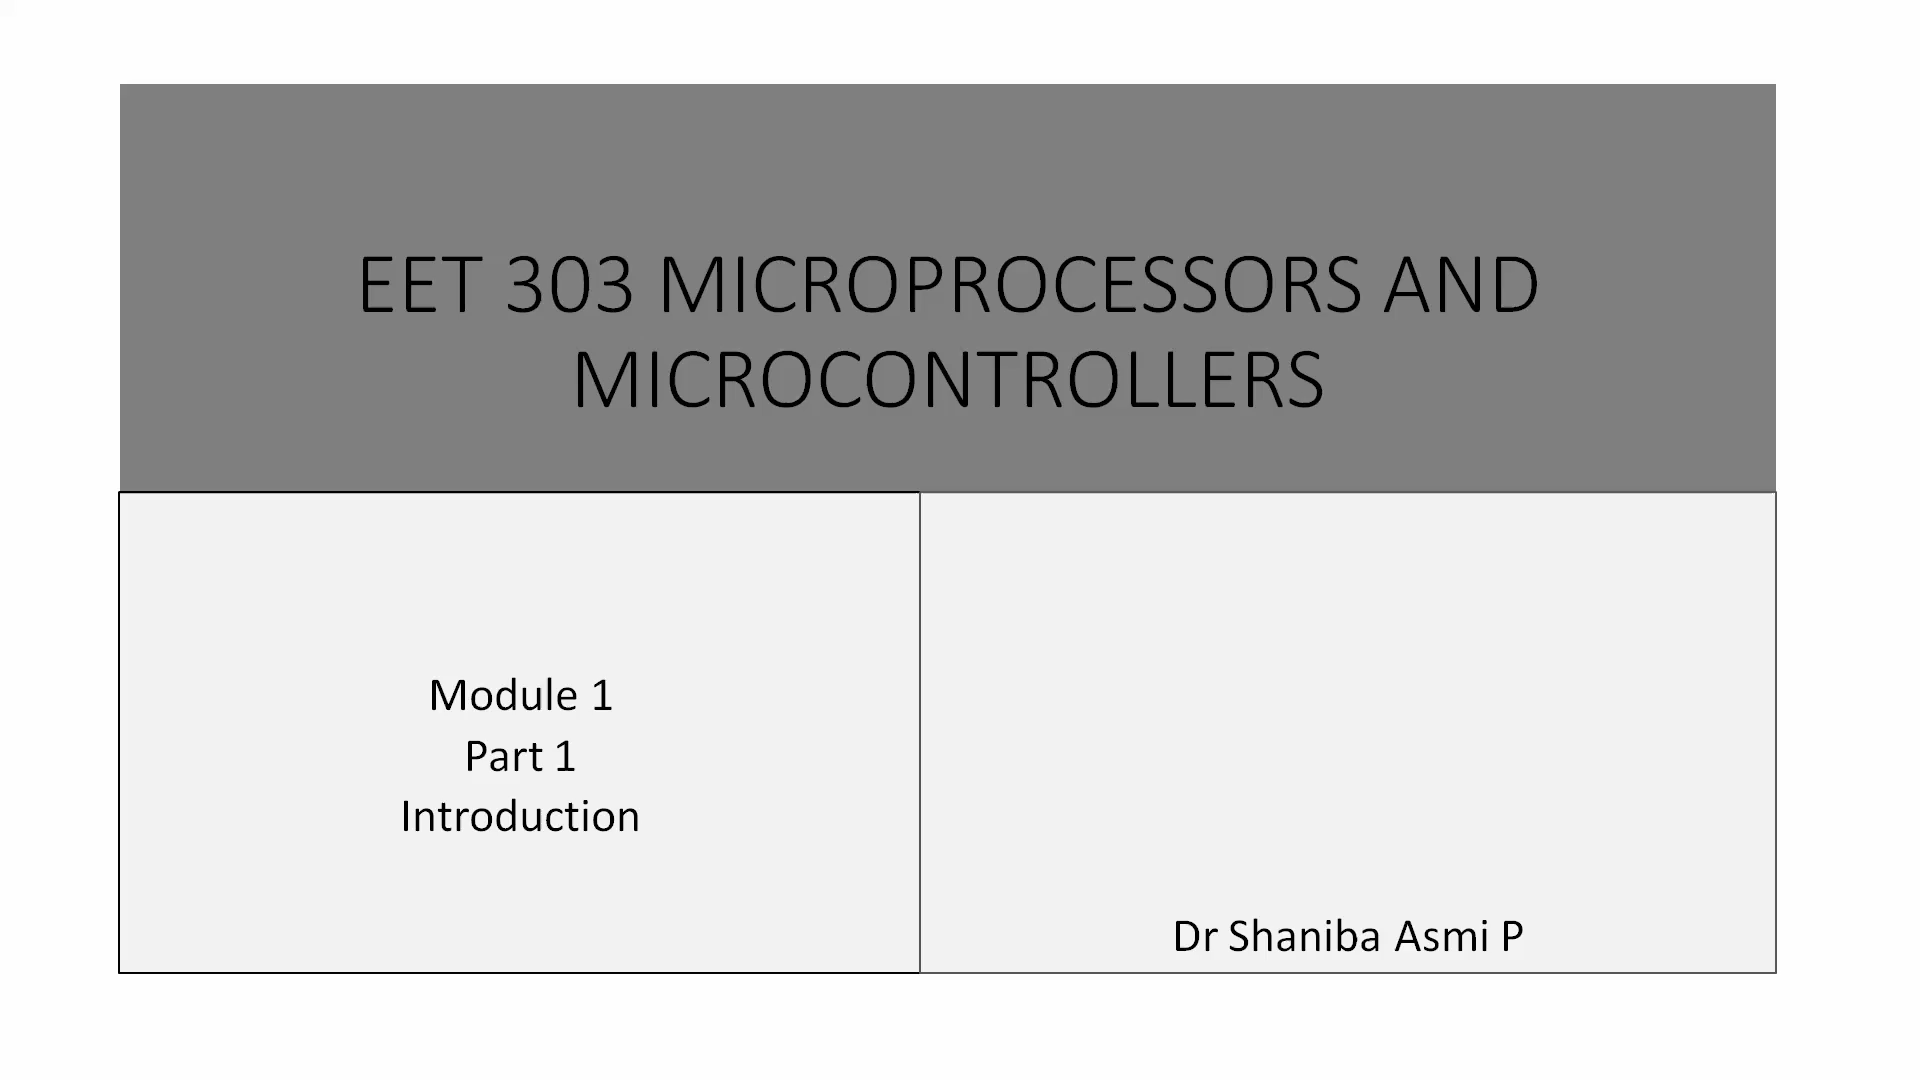 EET 303 MICROPROCESSORS AND
MICROCONTROLLERS
Module 1
Part 1
Introduction
Dr Shaniba Asmi P